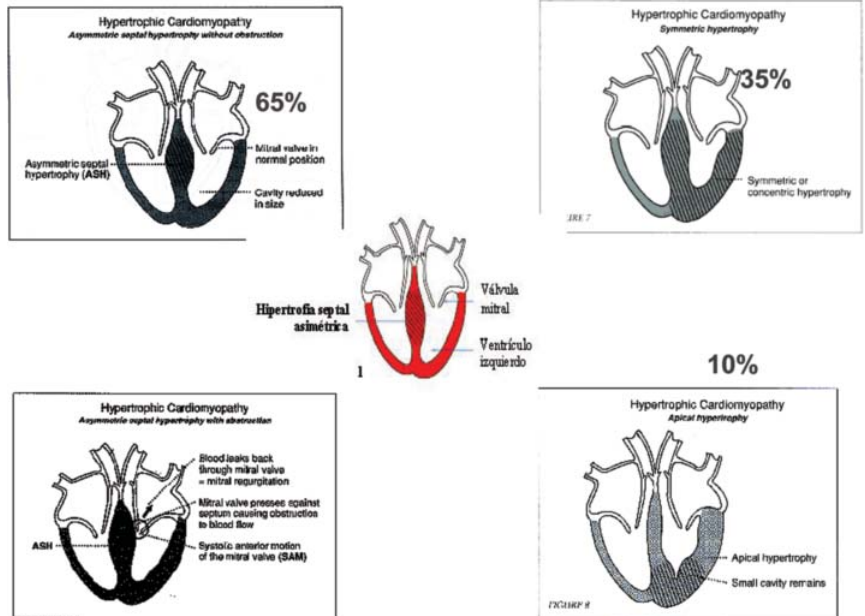 Hypertrophic Cardiomyopathy
Asymmetric septal hypertrophy without obstruction
65%
Mitral valve in
normal position
Asymmetric septal
hypertrophy (ASH)
Cavity reduced
in size
Hypertrophic Cardiomyopathy
Symmetric hypertrophy
35%
Symmetric or
concentric hypertrophy
URE 7
Hipertrofia septal
asimétrica
Válvula
mitral
Ventrículo
izquierdo
1
10%
Hypertrophic Cardiomyopathy
Asymmetric septal hypertrophy with obstruction
Blood leaks back
through mitral valve
= mitral regurgitation
Mitral valve presses against
septum causing obstruction
to blood flow
ASH
Systolic anterior motion
of the mitral valve (SAM)
Hypertrophic Cardiomyopathy
Apical hypertrophy
Apical hypertrophy
Small cavity remains
FIGURE 8